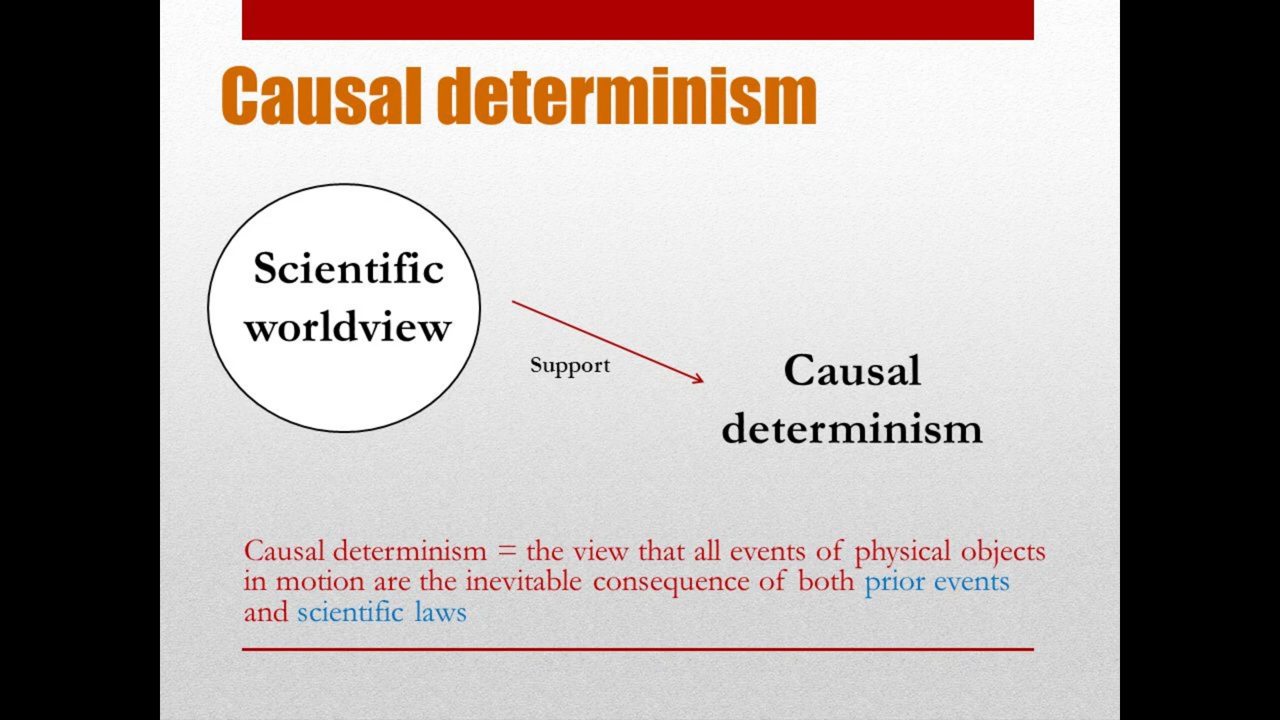 Causal determinism
Scientific
worldview
Support
Causal
determinism
Causal determinism = the view that all events of physical objects
in motion are the inevitable consequence of both prior events
and scientific laws